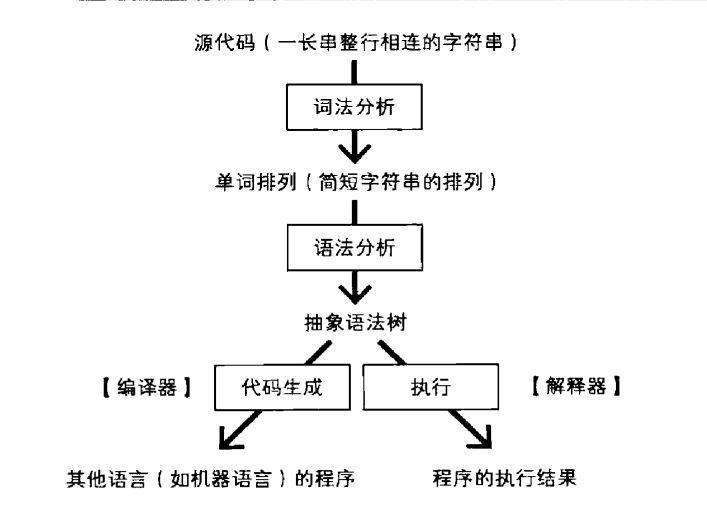 源代码（一长串整行相连的字符串）
词法分析
单词排列（简短字符串的排列）
语法分析
抽象语法树
【编译器】 代码生成 执行 【解释器】
其他语言（如机器语言）的程序 程序的执行结果